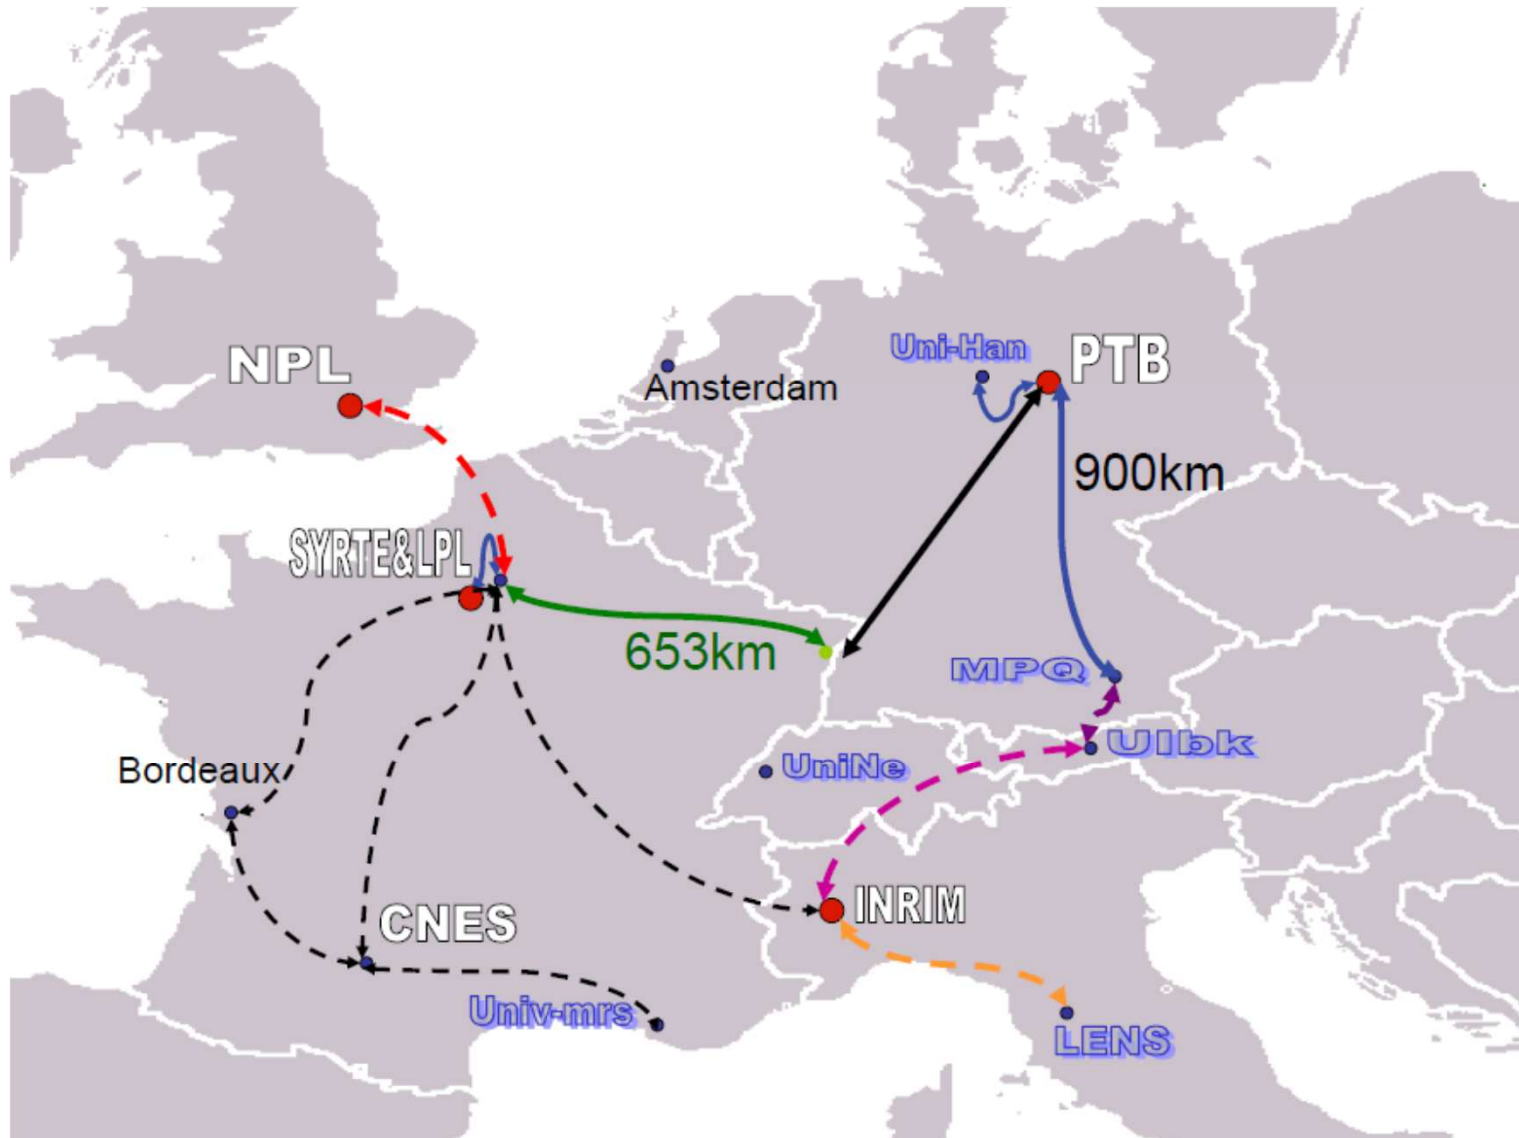 Uni-Han
PTB
NPL
Amsterdam
900km
SYRTE&LPL
653km
MPQ
UIbk
UniNe
Bordeaux
INRIM
CNES
Univ-mrs
LENS